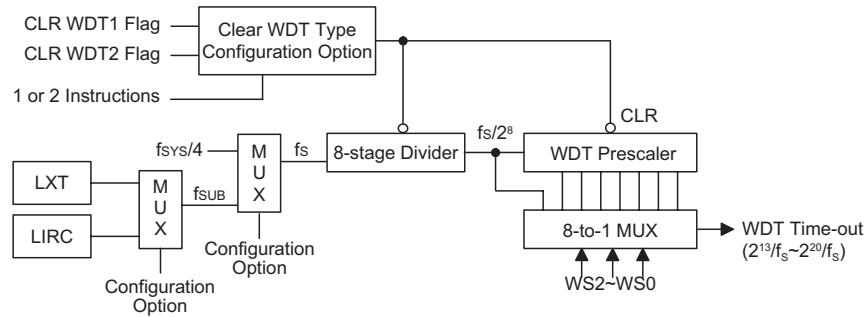 CLR WDT1 Flag
CLR WDT2 Flag
1 or 2 Instructions
Clear WDT Type
Configuration Option
CLR
fSYS/4
M
U
X
fS
8-stage Divider
fS/2⁸
WDT Prescaler
LXT
LIRC
M
U
X
fSUB
Configuration
Option
Configuration
Option
8-to-1 MUX
WDT Time-out
(2¹³/fS~2²⁰/fS)
WS2~WS0